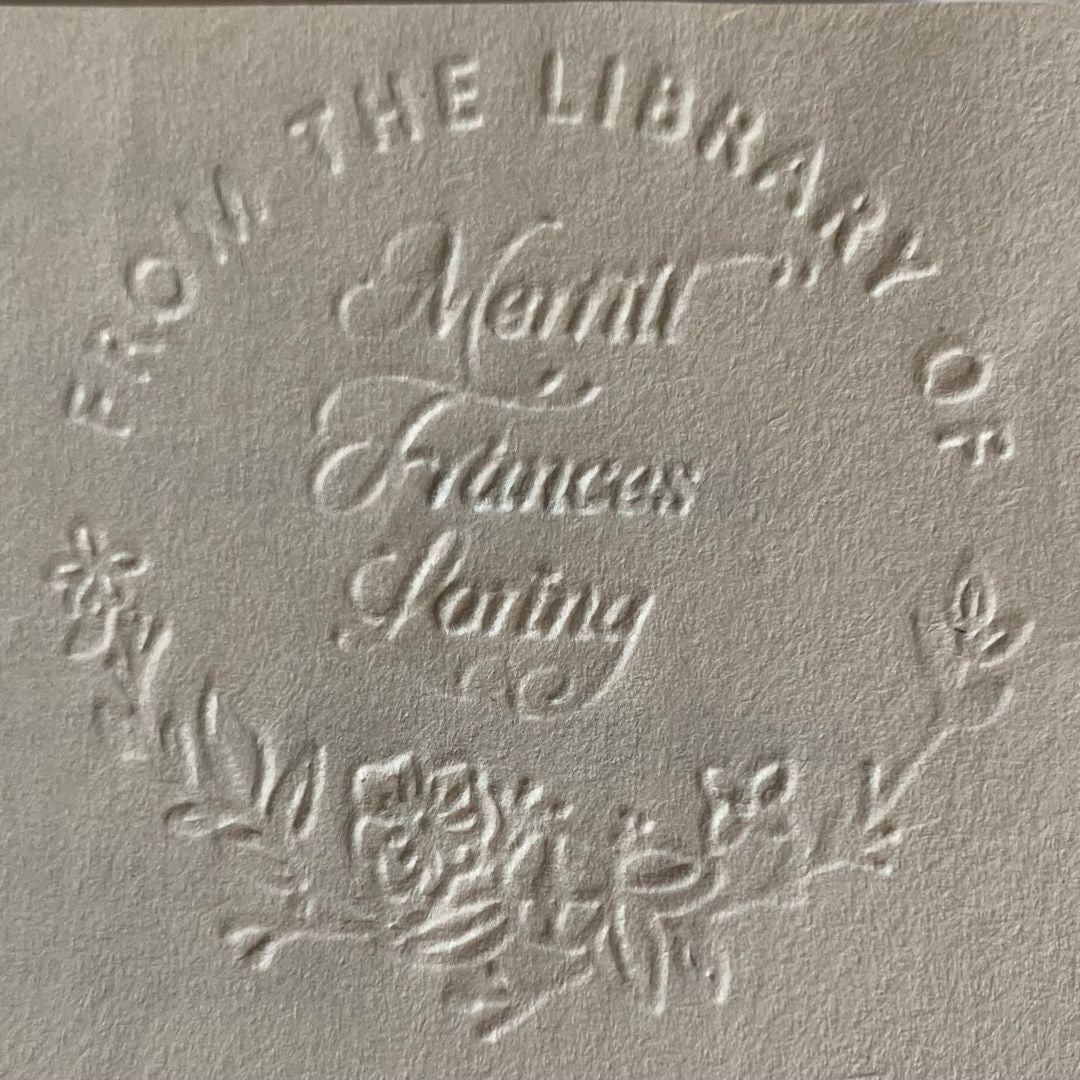 FROM THE LIBRARY OF
Merrill
Frances
Loring